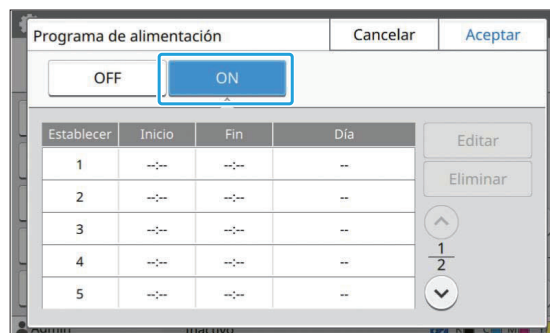 Programa de alimentación Cancelar Aceptar
OFF ON
Establecer Inicio Fin Día
Editar
1 --:-- --:-- --
Eliminar
2 --:-- --:-- --
3 --:-- --:-- --
1
4 --:-- --:-- --
2
5 --:-- --:-- --